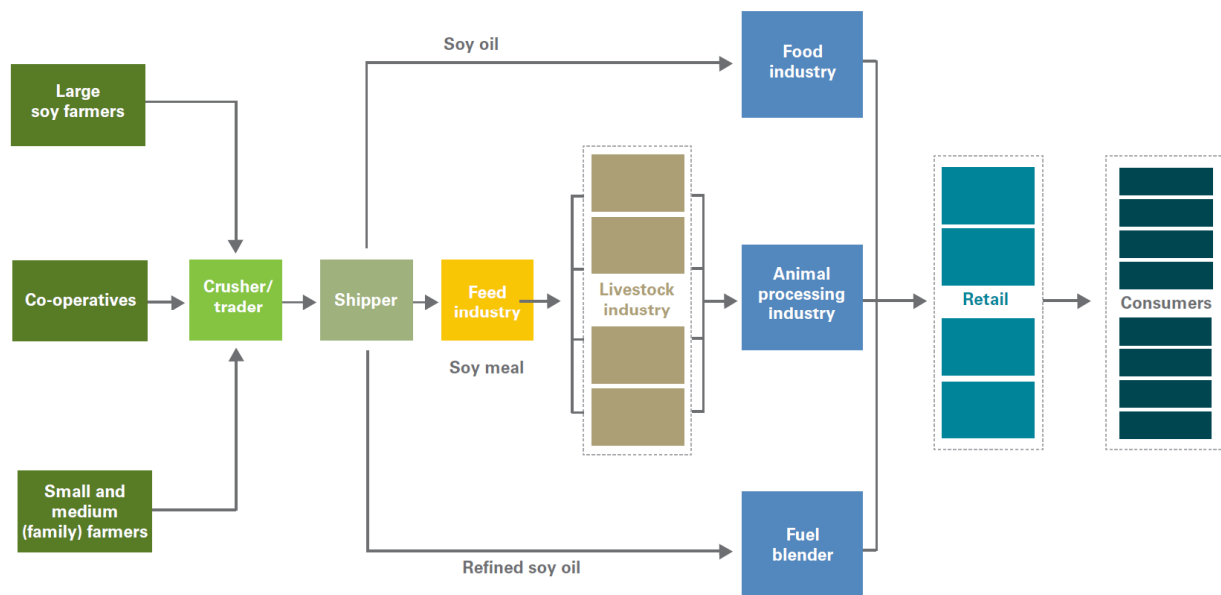 Soy oil
Food
industry
Large
soy farmers
Co-operatives
Crusher/
trader
Shipper
Feed
industry
Soy meal
Livestock
industry
Animal
processing
industry
Retail
Consumers
Small and
medium
(family) farmers
Refined soy oil
Fuel
blender